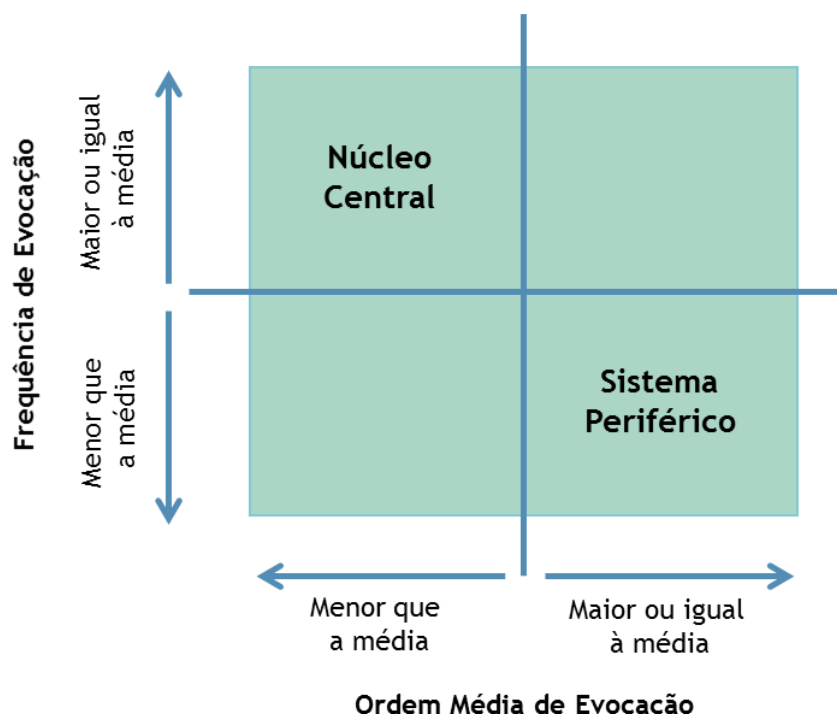 Frequência de Evocação
Maior ou igual
à média
Menor que
a média
Núcleo
Central
Sistema
Periférico
Menor que
a média
Maior ou igual
à média
Ordem Média de Evocação